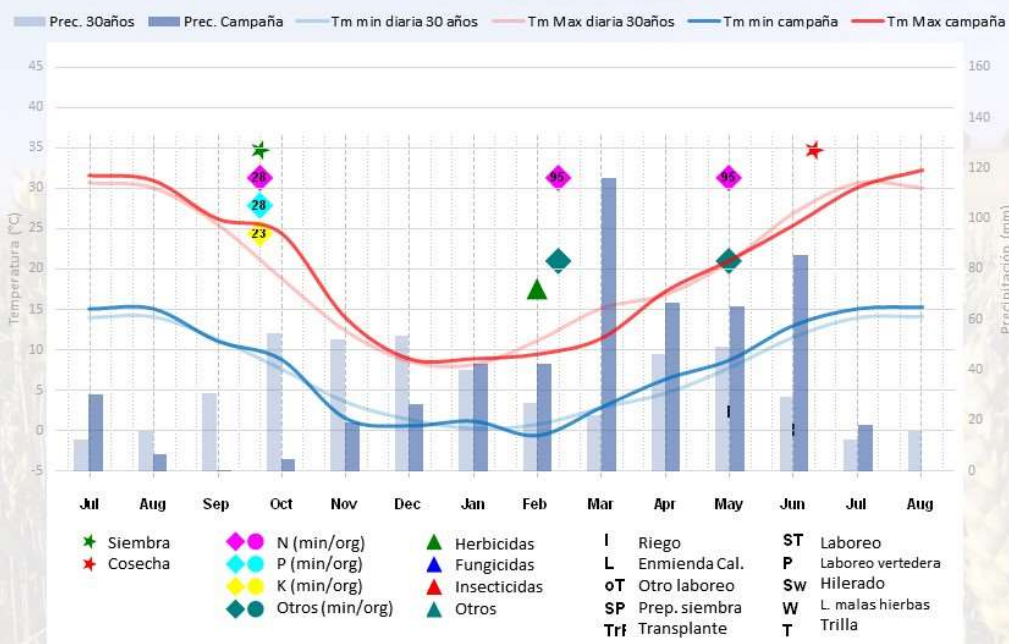 Prec. 30años Prec. Campaña Tm min diaria 30 años Tm Max diaria 30años Tm min campaña Tm Max campaña
45 160
40 140
35 120
30 100
25 80
20 60
15 40
10 20
5 0
0
-5
Temperatura (°C)
Precipitación (mm)
28 95 95
28
23
I
Jul Aug Sep Oct Nov Dec Jan Feb Mar Apr May Jun Jul Aug
Siembra N (min/org) Herbicidas I Riego ST Laboreo
Cosecha P (min/org) Fungicidas L Enmienda Cal. P Laboreo vertedera
K (min/org) Insecticidas oT Otro laboreo Sw Hilerado
Otros (min/org) Otros SP Prep. siembra W L. malas hierbas
Trf Transplante T Trilla